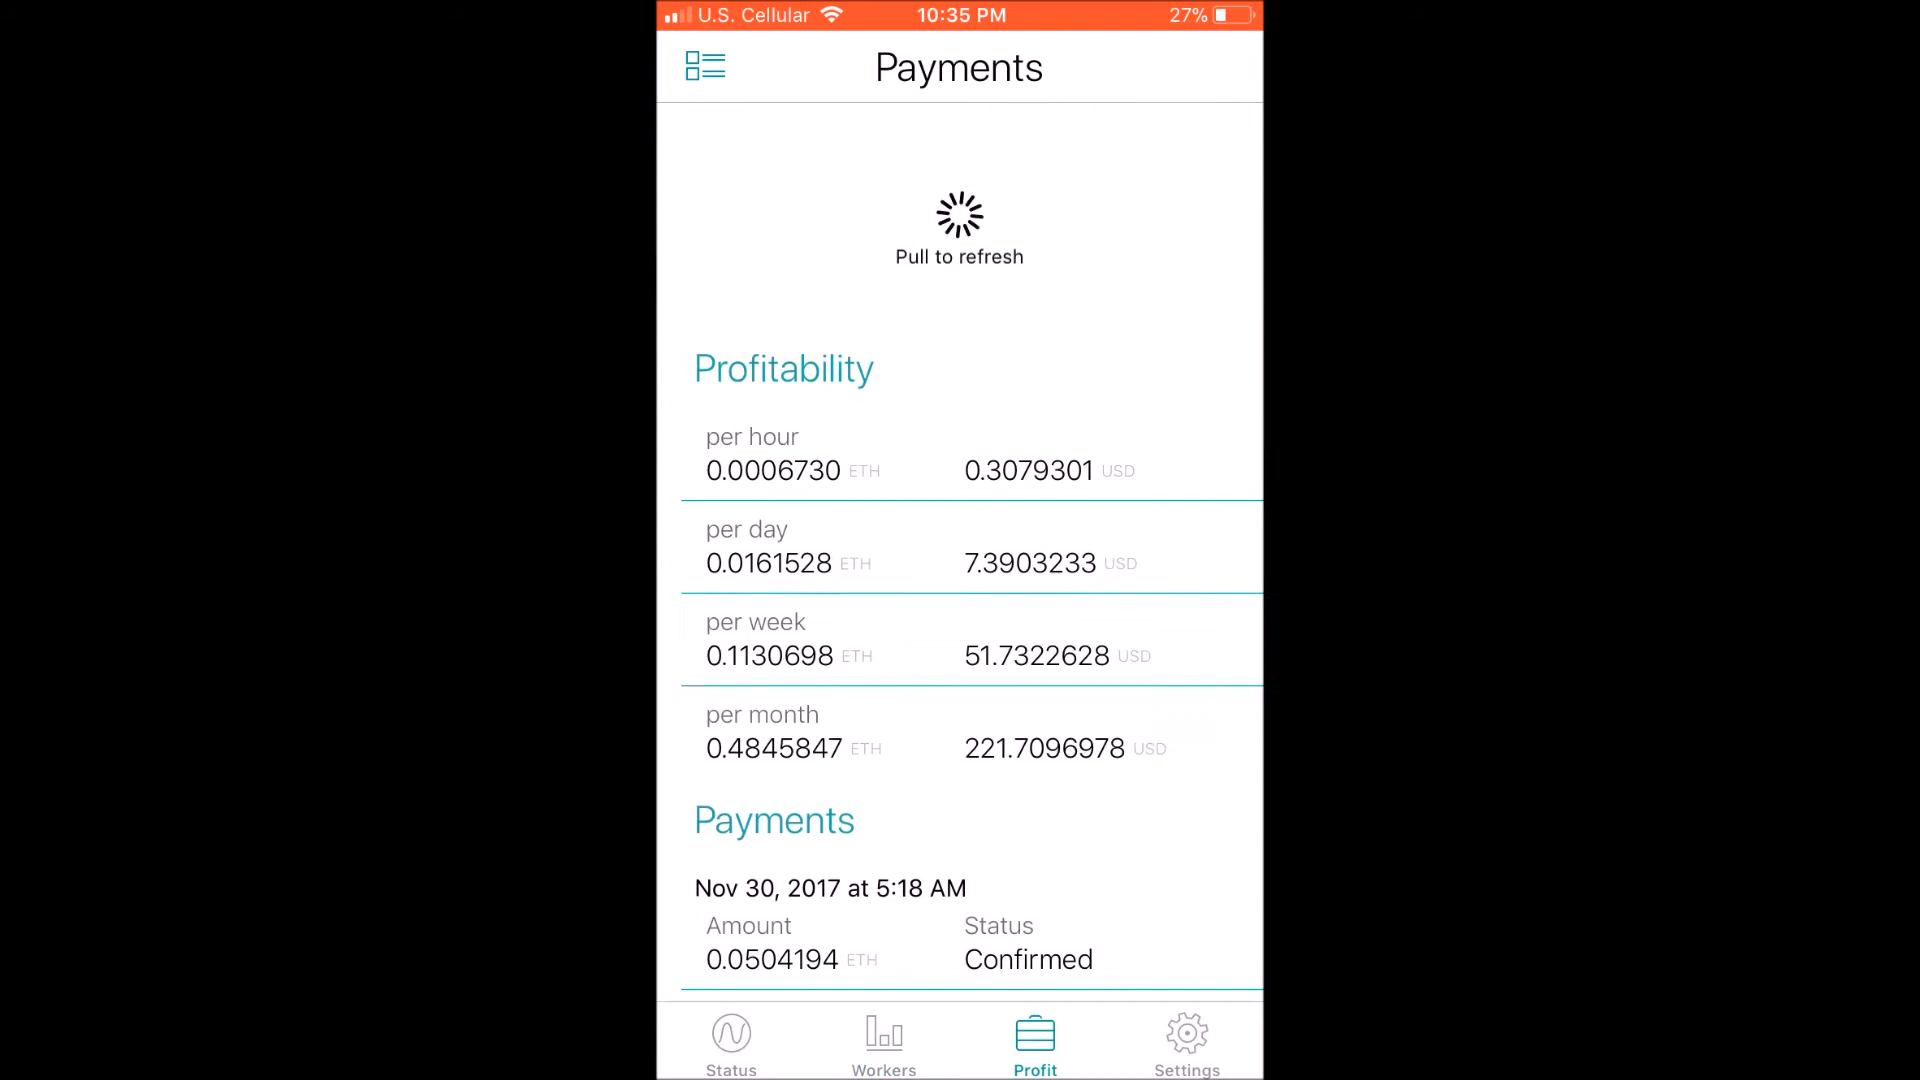 U.S. Cellular 10:35 PM 27%
Payments
Pull to refresh
Profitability
per hour
0.0006730 ETH 0.3079301 USD
per day
0.0161528 ETH 7.3903233 USD
per week
0.1130698 ETH 51.7322628 USD
per month
0.4845847 ETH 221.7096978 USD
Payments
Nov 30, 2017 at 5:18 AM
Amount Status
0.0504194 ETH Confirmed
Status Workers Profit Settings